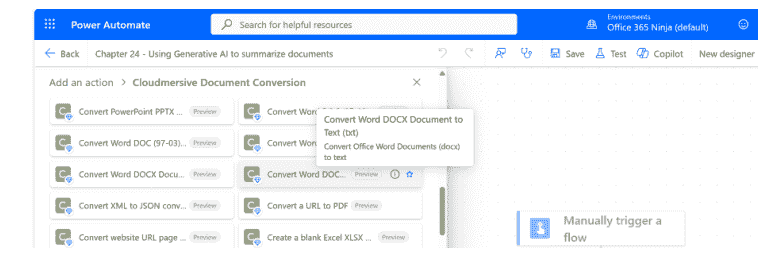 Power Automate
Search for helpful resources
Environments
Office 365 Ninja (default)
Back
Chapter 24 - Using Generative AI to summarize documents
Save
Test
Copilot
New designer
Add an action > Cloudmersive Document Conversion
Convert PowerPoint PPTX ... Preview
Convert Word
Convert Word DOCX Document to
Text (txt)
Convert Office Word Documents (docx)
to text
Convert Word DOC (97-03)... Preview
Convert Word DOCX Docu... Preview
Convert Word DOC... Preview
Convert XML to JSON conv... Preview
Convert a URL to PDF Preview
Convert website URL page ... Preview
Create a blank Excel XLSX ... Preview
Manually trigger a
flow